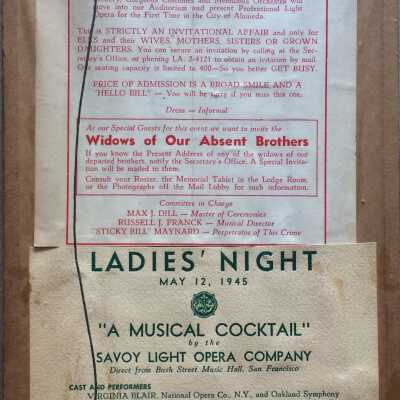 Gorgeous Costumes and Stupendous Orchestra will
move into our Auditorium and present Professional Light
Opera for the First Time in the City of Alameda.
This is STRICTLY AN INVITATIONAL AFFAIR and only for
ELKS and their WIVES, MOTHERS, SISTERS OR GROWN
DAUGHTERS. You can secure an invitation by calling at the Sec-
retary's Office, or phoning LA. 2-4121 to obtain an invitation by mail.
Our seating capacity is limited to 400—So you better GET BUSY.
PRICE OF ADMISSION IS A BROAD SMILE AND A
"HELLO BILL" — You will be sorry if you miss this one.
Dress — Informal
As our Special Guests for this event we want to invite the
Widows of Our Absent Brothers
If you know the Present Address of any of the widows of our
departed brothers, notify the Secretary's Office. A Special Invita-
tion will be mailed to them.
Consult your Roster, the Memorial Tablet in the Lodge Room,
or the Photographs off the Mail Lobby for such information.
Committee in Charge
MAX J. DILL — Master of Ceremonies
RUSSELL J. FRANCK — Musical Director
"STICKY BILL" MAYNARD — Perpetrator of This Crime
LADIES' NIGHT
MAY 12, 1945
"A MUSICAL COCKTAIL"
by the
SAVOY LIGHT OPERA COMPANY
Direct from Bush Street Music Hall, San Francisco
CAST AND PERFORMERS
VIRGINIA BLAIR, National Opera Co., N.Y., and Oakland Symphony